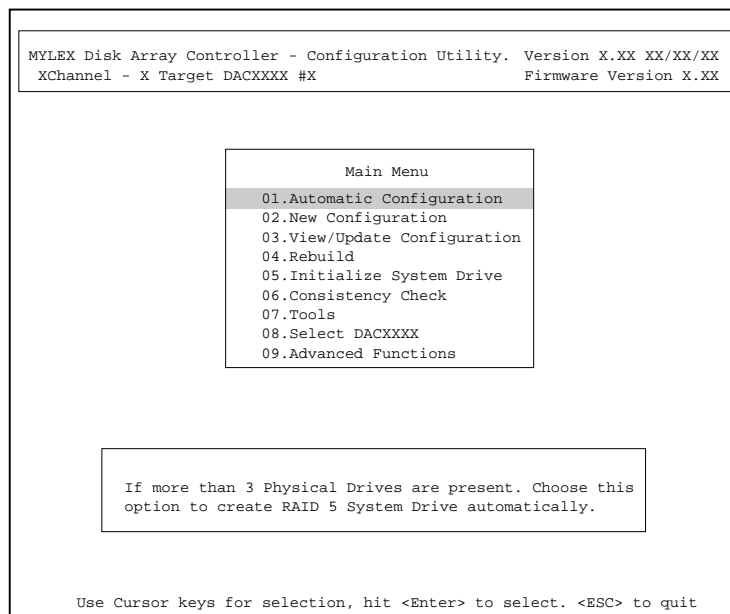 MYLEX Disk Array Controller - Configuration Utility. Version X.XX XX/XX/XX
XChannel - X Target DACXXXX #X Firmware Version X.XX
Main Menu
01.Automatic Configuration
02.New Configuration
03.View/Update Configuration
04.Rebuild
05.Initialize System Drive
06.Consistency Check
07.Tools
08.Select DACXXXX
09.Advanced Functions
If more than 3 Physical Drives are present. Choose this
option to create RAID 5 System Drive automatically.
Use Cursor keys for selection, hit <Enter> to select. <ESC> to quit